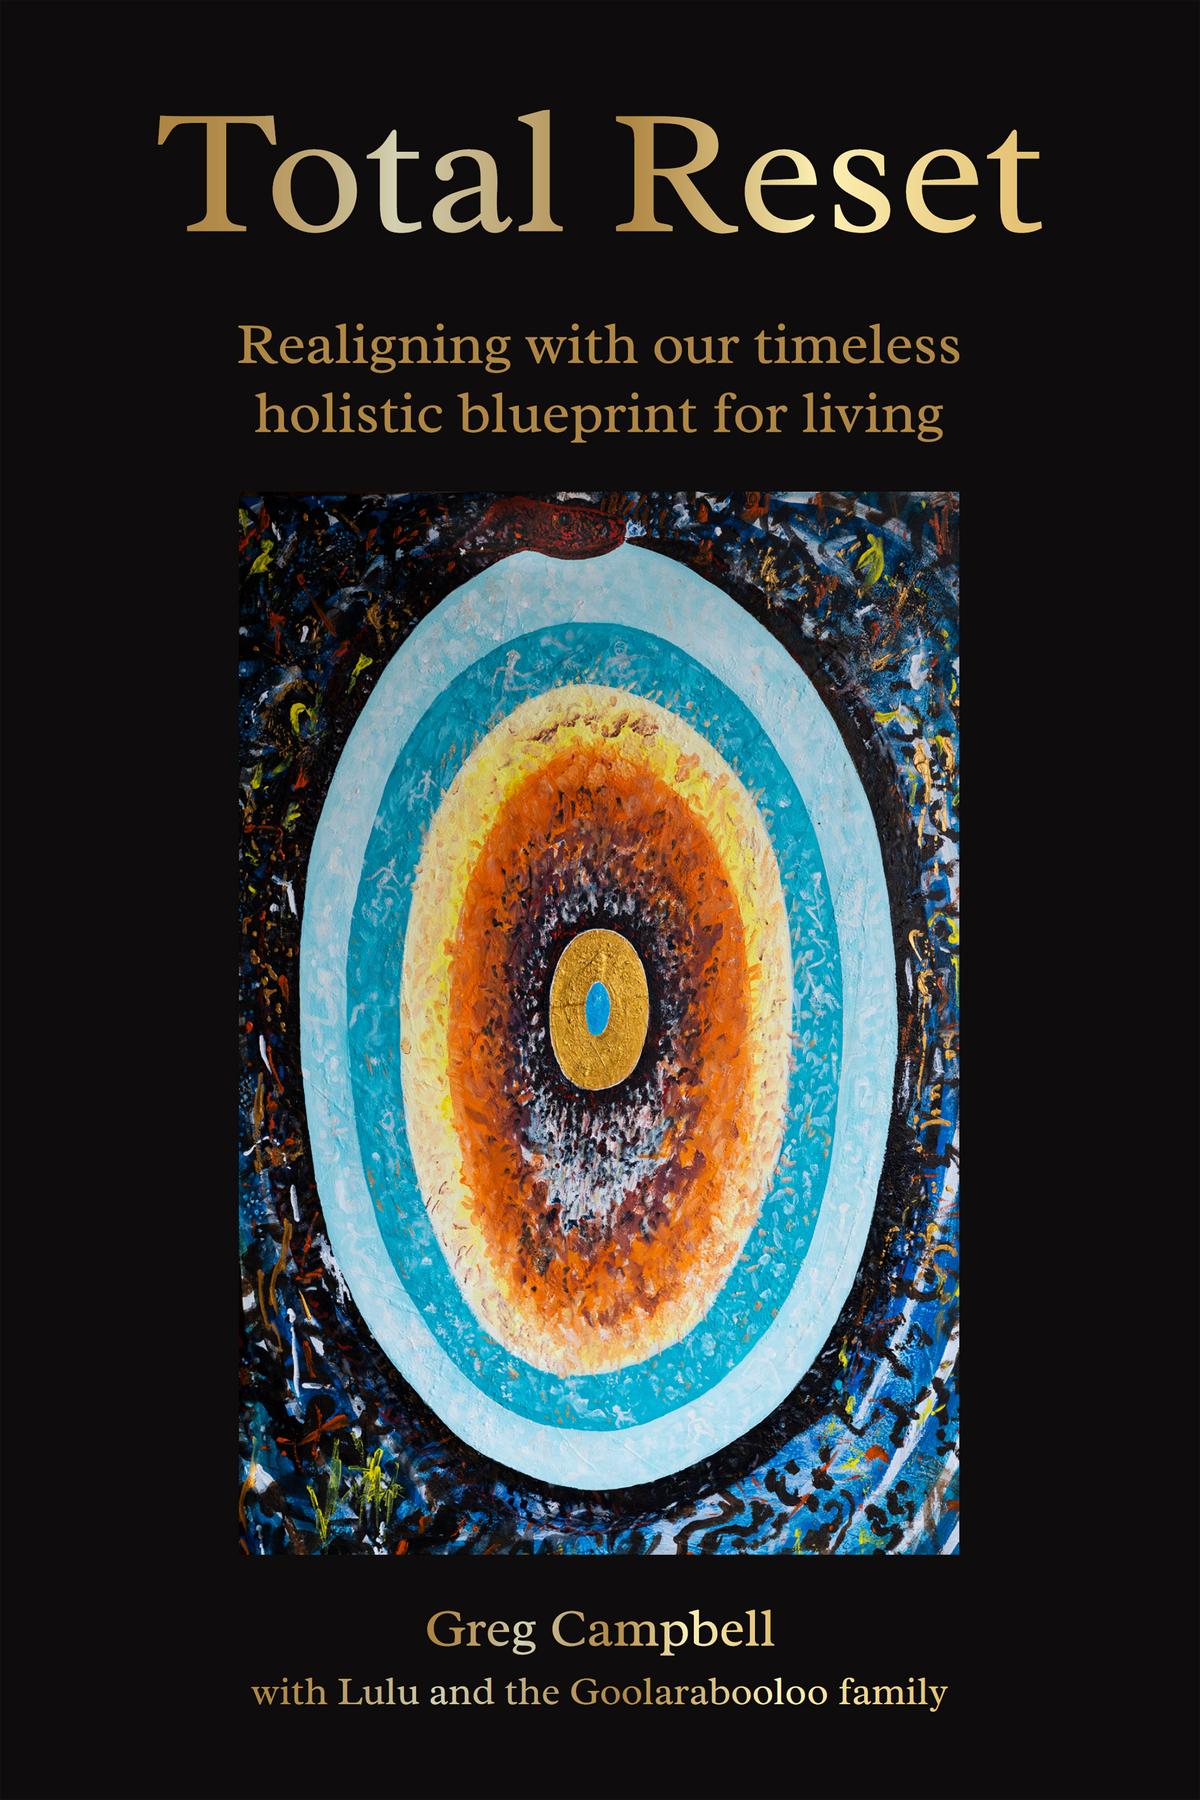 Total Reset
Realigning with our timeless
holistic blueprint for living
Greg Campbell
with Lulu and the Goolarabooloo family